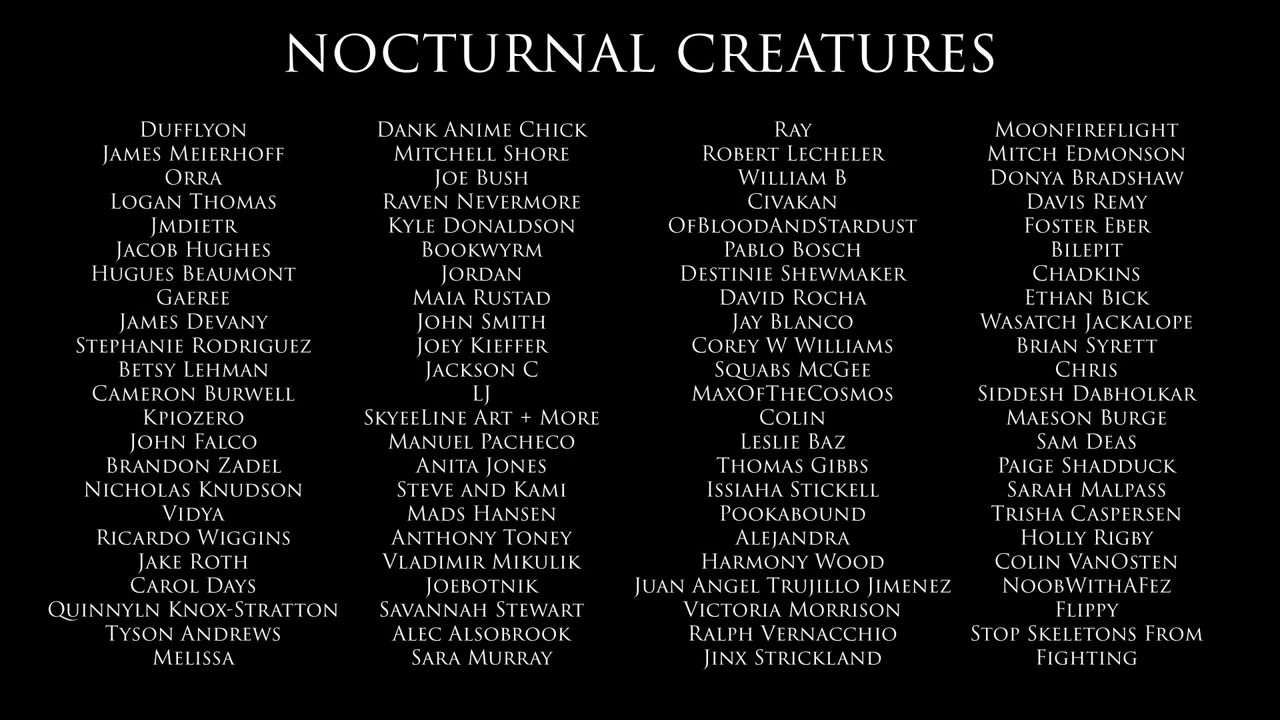 NOCTURNAL CREATURES
DUFFLYON
JAMES MEIERHOFF
ORRA
LOGAN THOMAS
JMDIETR
JACOB HUGHES
HUGUES BEAUMONT
GAEREE
JAMES DEVANY
STEPHANIE RODRIGUEZ
BETSY LEHMAN
CAMERON BURWELL
KPIOZERO
JOHN FALCO
BRANDON ZADEL
NICHOLAS KNUDSON
VIDYA
RICARDO WIGGINS
JAKE ROTH
CAROL DAYS
QUINNYLN KNOX-STRATTON
TYSON ANDREWS
MELISSA
DANK ANIME CHICK
MITCHELL SHORE
JOE BUSH
RAVEN NEVERMORE
KYLE DONALDSON
BOOKWYRM
JORDAN
MAIA RUSTAD
JOHN SMITH
JOEY KIEFFER
JACKSON C
LJ
SKYEELINE ART + MORE
MANUEL PACHECO
ANITA JONES
STEVE AND KAMI
MADS HANSEN
ANTHONY TONEY
VLADIMIR MIKULIK
JOEBOTNIK
SAVANNAH STEWART
ALEC ALSOBROOK
SARA MURRAY
RAY
ROBERT LECHELER
WILLIAM B
CIVAKAN
OFBLOODANDSTARDUST
PABLO BOSCH
DESTINIE SHEWMAKER
DAVID ROCHA
JAY BLANCO
COREY W WILLIAMS
SQUABS MCGEE
MAXOFTHECOSMOS
COLIN
LESLIE BAZ
THOMAS GIBBS
ISSIAHA STICKELL
POOKABOUND
ALEJANDRA
HARMONY WOOD
JUAN ANGEL TRUJILLO JIMENEZ
VICTORIA MORRISON
RALPH VERNACCHIO
JINX STRICKLAND
MOONFIREFLIGHT
MITCH EDMONSON
DONYA BRADSHAW
DAVIS REMY
FOSTER EBER
BILEPIT
CHADKINS
ETHAN BICK
WASATCH JACKALOPE
BRIAN SYRETT
CHRIS
SIDDESH DABHOLKAR
MAESON BURGE
SAM DEAS
PAIGE SHADDUCK
SARAH MALPASS
TRISHA CASPERSEN
HOLLY RIGBY
COLIN VANOSTEN
NOOBWITHAFEZ
FLIPPY
STOP SKELETONS FROM
FIGHTING